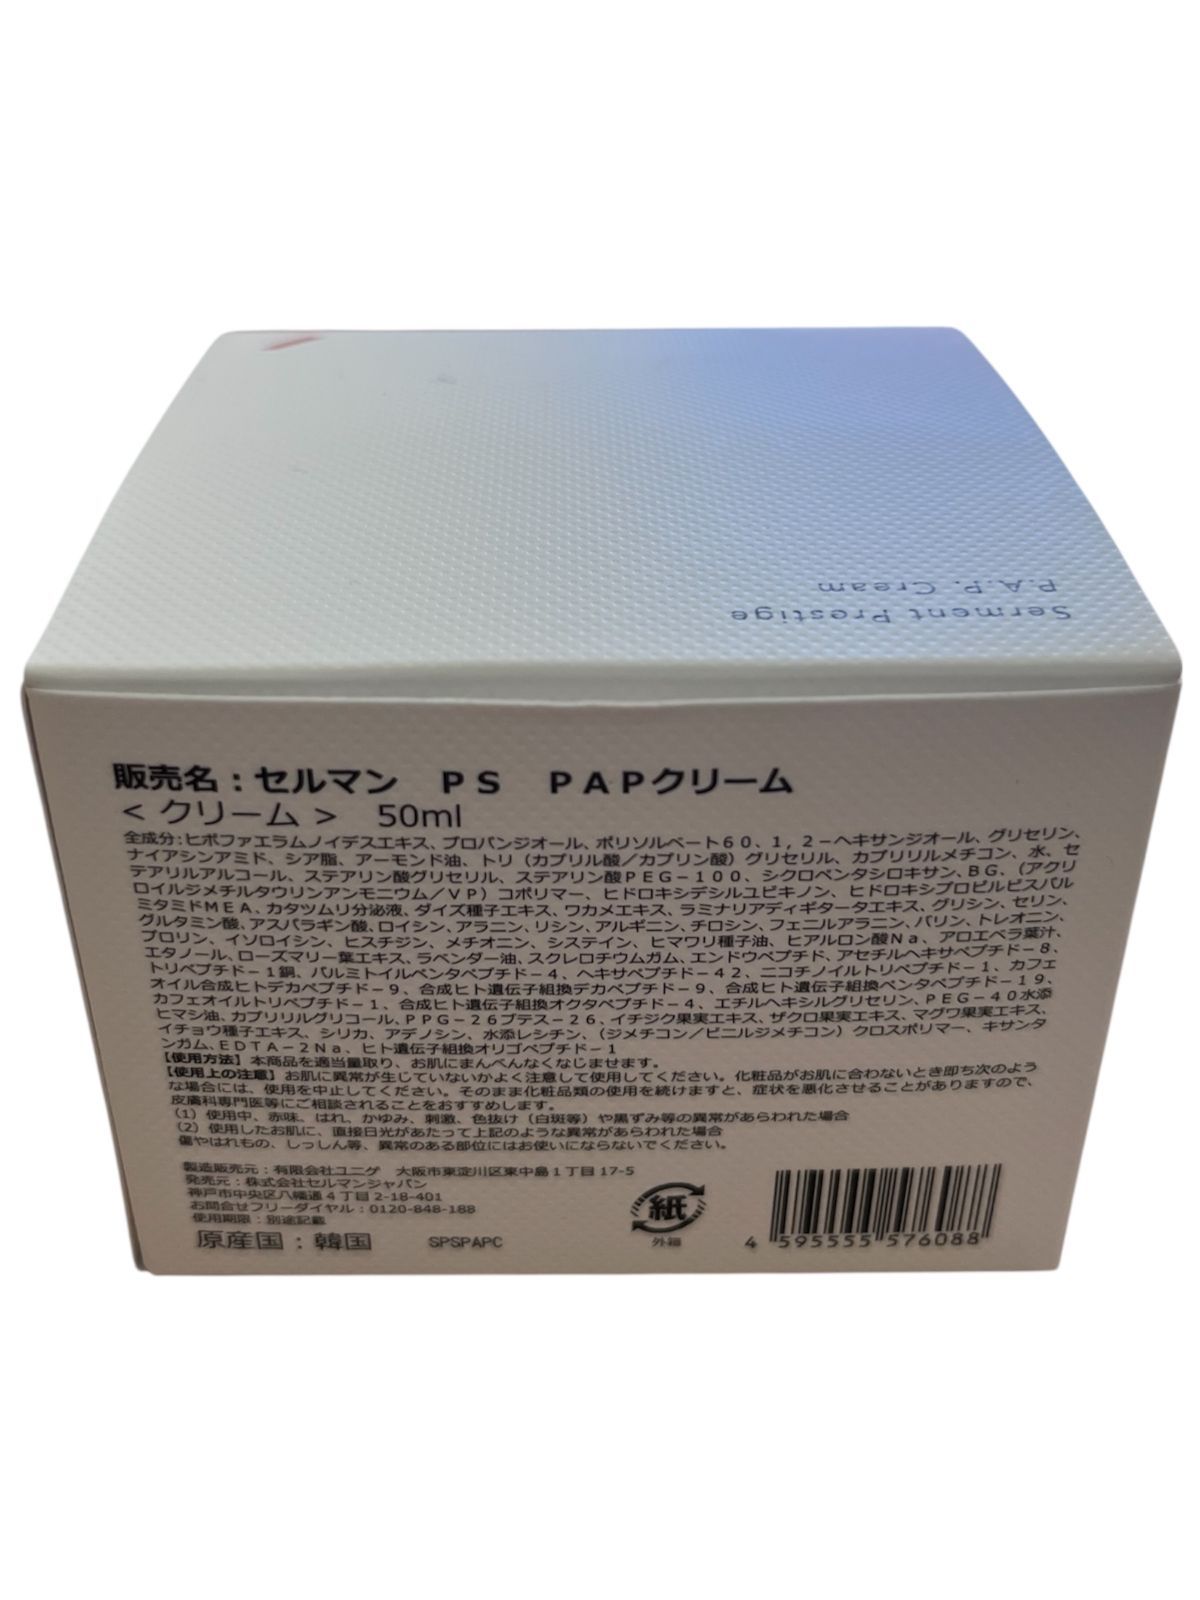 Serment Prestige
P.A.P. Cream
販売名：セルマン　ＰＳ　ＰＡＰクリーム
＜クリーム＞　50ml
全成分：ヒポファエラムノイデスエキス、プロパンジオール、ポリソルベート６０、１，２－ヘキサンジオール、グリセリン、
ナイアシンアミド、シア脂、アーモンド油、トリ（カプリル酸／カプリン酸）グリセリル、カプリリルメチコン、水、セ
テアリルアルコール、ステアリン酸グリセリル、ステアリン酸ＰＥＧ－１００、シクロペンタシロキサン、ＢＧ、（アクリ
ロイルジメチルタウリンアンモニウム／ＶＰ）コポリマー、ヒドロキシデシルユビキノン、ヒドロキシプロピルビスパル
ミタミドＭＥＡ、カタツムリ分泌液、ダイズ種子エキス、ワカメエキス、ラミナリアディギタータエキス、グリシン、セリン、
グルタミン酸、アスパラギン酸、ロイシン、アラニン、リシン、アルギニン、チロシン、フェニルアラニン、バリン、トレオニン、
プロリン、イソロイシン、ヒスチジン、メチオニン、システイン、ヒマワリ種子油、ヒアルロン酸Ｎａ、アロエベラ葉汁、
エタノール、ローズマリー葉エキス、ラベンダー油、スクレロチウムガム、エンドウペプチド、アセチルヘキサペプチド－８、
トリペプチド－１銅、パルミトイルペンタペプチド－４、ヘキサペプチド－４２、ニコチノイルトリペプチド－１、カフェ
オイル合成ヒトデカペプチド－９、合成ヒト遺伝子組換デカペプチド－９、合成ヒト遺伝子組換ペンタペプチド－１９、
カフェオイルトリペプチド－１、合成ヒト遺伝子組換オクタペプチド－４、エチルヘキシルグリセリン、ＰＥＧ－４０水添
ヒマシ油、カプリリルグリコール、ＰＰＧ－２６ブテス－２６、イチジク果実エキス、ザクロ果実エキス、マグワ果実エキス、
イチョウ種子エキス、シリカ、アデノシン、水添レシチン、（ジメチコン／ビニルジメチコン）クロスポリマー、キサンタ
ンガム、ＥＤＴＡ－２Ｎａ、ヒト遺伝子組換オリゴペプチド－１
【使用方法】本商品を適当量取り、お肌にまんべんなくなじませます。
【使用上の注意】お肌に異常が生じていないかよく注意して使用してください。化粧品がお肌に合わないとき即ち次のよう
な場合には、使用を中止してください。そのまま化粧品類の使用を続けますと、症状を悪化させることがありますので、
皮膚科専門医等にご相談されることをおすすめします。
（1）使用中、赤味、はれ、かゆみ、刺激、色抜け（白斑等）や黒ずみ等の異常があらわれた場合
（2）使用したお肌に、直接日光があたって上記のような異常があらわれた場合
傷やはれもの、しっしん等、異常のある部位にはお使いにならないでください。
製造販売元：有限会社ユニゲ　大阪市東淀川区東中島１丁目17-5
発売元：株式会社セルマンジャパン
神戸市中央区八幡通４丁目2-18-401
お問合せフリーダイヤル：0120-848-188
使用期限：別途記載
原産国：韓国　SPSPAPC
紙
外箱
4 595555 576088